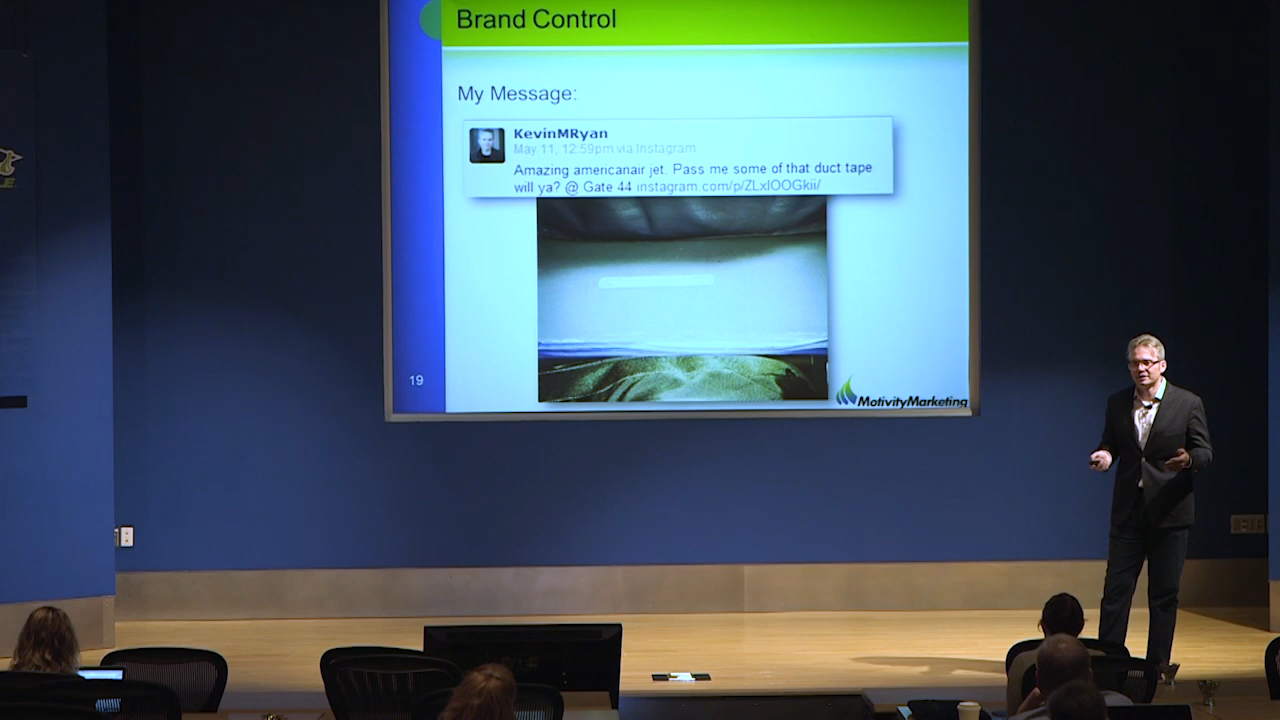 Brand Control
My Message:
KevinMRyan
May 11, 12:59pm via Instagram
Amazing americanair jet. Pass me some of that duct tape
will ya? @ Gate 44 instagram.com/p/ZLxIOOGkii/
19
MotivityMarketing